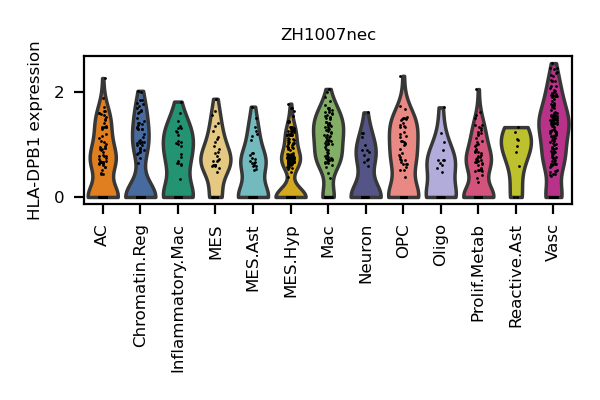 ZH1007nec
HLA-DPB1 expression
2
0
AC
Chromatin.Reg
Inflammatory.Mac
MES
MES.Ast
MES.Hyp
Mac
Neuron
OPC
Oligo
Prolif.Metab
Reactive.Ast
Vasc